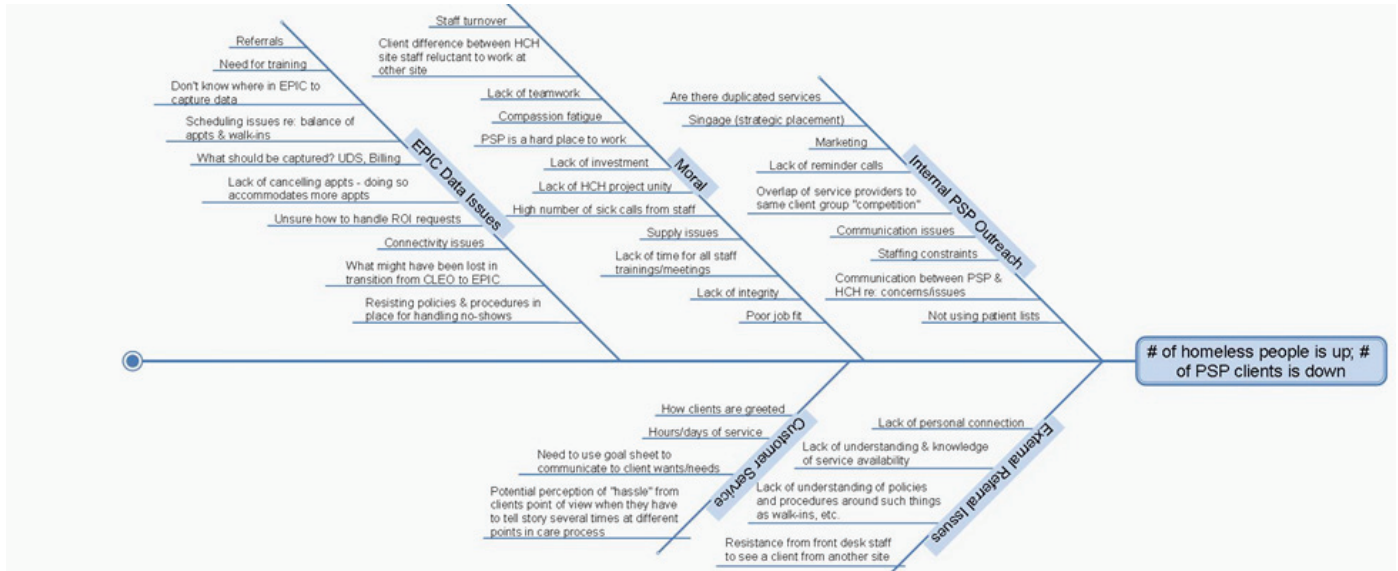 Referrals
Need for training
Don't know where in EPIC to
capture data
Scheduling issues re: balance of
appts & walk-ins
What should be captured? UDS, Billing
Lack of cancelling appts - doing so
accommodates more appts
Unsure how to handle ROI requests
Connectivity issues
What might have been lost in
transition from CLEO to EPIC
Resisting policies & procedures in
place for handling no-shows
EPIC Data Issues
Staff turnover
Client difference between HCH
site staff reluctant to work at
other site
Lack of teamwork
Compassion fatigue
PSP is a hard place to work
Lack of investment
Lack of HCH project unity
High number of sick calls from staff
Supply issues
Lack of time for all staff
trainings/meetings
Lack of integrity
Poor job fit
Moral
Are there duplicated services
Singage (strategic placement)
Marketing
Lack of reminder calls
Overlap of service providers to
same client group "competition"
Communication issues
Staffing constraints
Communication between PSP &
HCH re: concerns/issues
Not using patient lists
Internal PSP Outreach
# of homeless people is up; #
of PSP clients is down
How clients are greeted
Hours/days of service
Need to use goal sheet to
communicate to client wants/needs
Potential perception of "hassle" from
clients point of view when they have
to tell story several times at different
points in care process
Customer Service
Lack of personal connection
Lack of understanding & knowledge
of service availability
Lack of understanding of policies
and procedures around such things
as walk-ins, etc.
Resistance from front desk staff
to see a client from another site
External Referral Issues